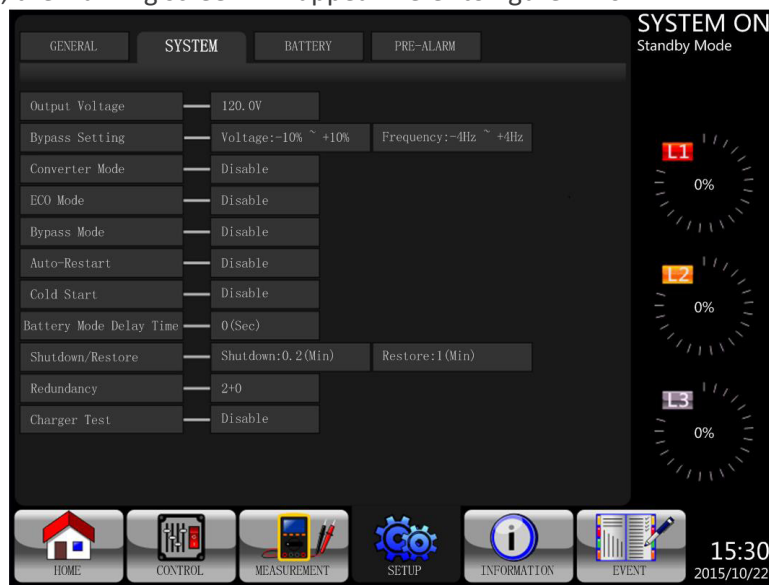 SYSTEM ON
Standby Mode
GENERAL SYSTEM BATTERY PRE-ALARM
Output Voltage 120.0V
Bypass Setting Voltage:-10% ~ +10% Frequency:-4Hz ~ +4Hz
Converter Mode Disable
ECO Mode Disable
Bypass Mode Disable
Auto-Restart Disable
Cold Start Disable
Battery Mode Delay Time 0(Sec)
Shutdown/Restore Shutdown:0.2(Min) Restore:1(Min)
Redundancy 2+0
Charger Test Disable
L1
0%
L2
0%
L3
0%
HOME CONTROL MEASUREMENT SETUP INFORMATION EVENT
15:30
2015/10/22